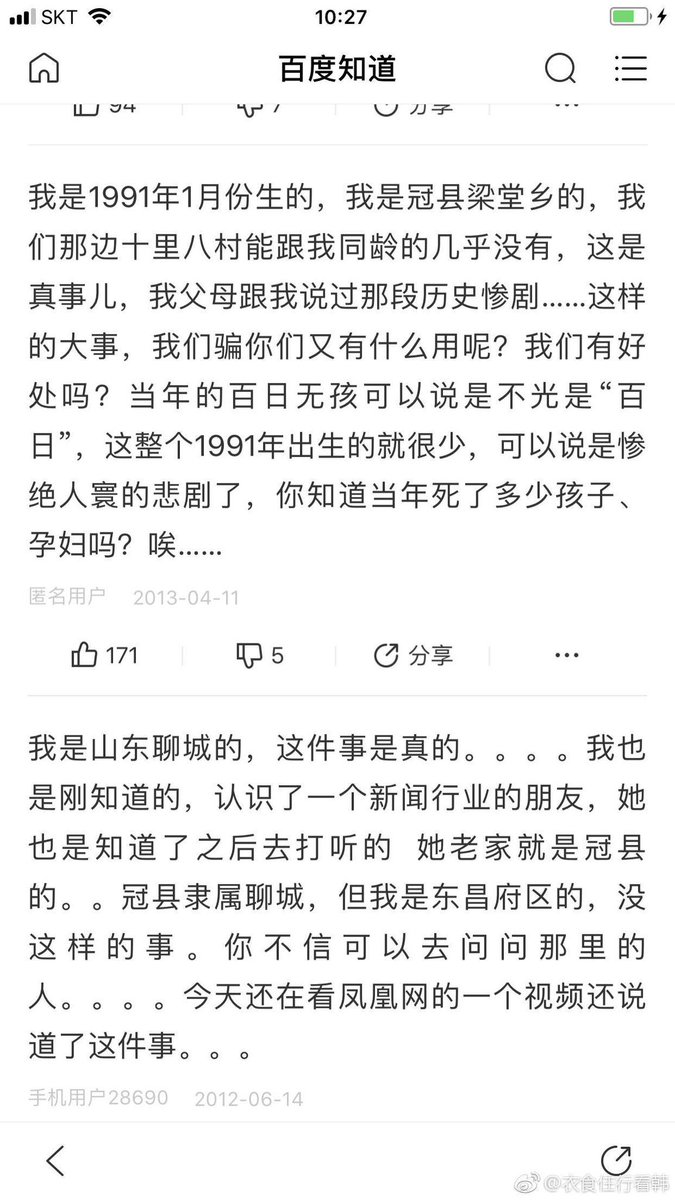 SKT 10:27
百度知道
94 7 分享 ...
我是1991年1月份生的，我是冠县梁堂乡的，我
们那边十里八村能跟我同龄的几乎没有，这是
真事儿，我父母跟我说过那段历史惨剧……这样
的大事，我们骗你们又有什么用呢？我们有好
处吗？当年的百日无孩可以说是不光是“百
日”，这整个1991年出生的就很少，可以说是惨
绝人寰的悲剧了，你知道当年死了多少孩子、
孕妇吗？唉……
匿名用户 2013-04-11
171 5 分享 ...
我是山东聊城的，这件事是真的。。。。我也
是刚知道的，认识了一个新闻行业的朋友，她
也是知道了之后去打听的 她老家就是冠县
的。。冠县隶属聊城，但我是东昌府区的，没
这样的事。你不信可以去问问那里的
人。。。。今天还在看凤凰网的一个视频还说
道了这件事。。。
手机用户28690 2012-06-14
@衣食住行看韩